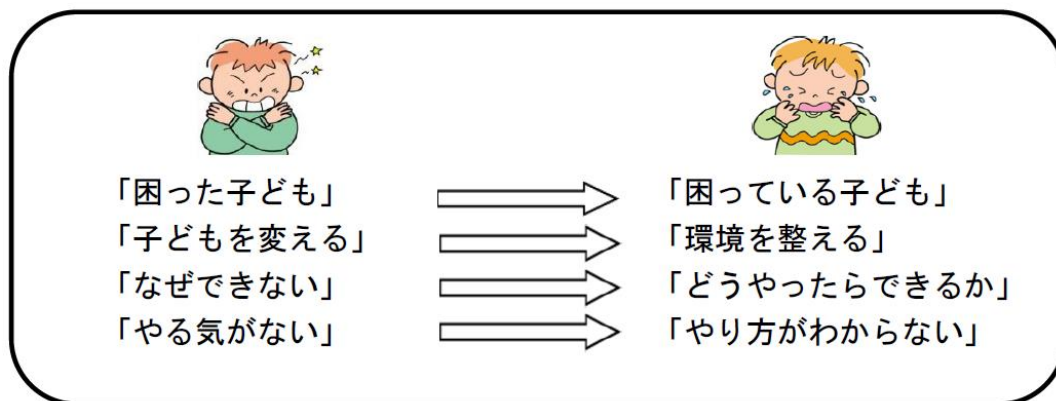 「困った子ども」 「困っている子ども」
「子どもを変える」 「環境を整える」
「なぜできない」 「どうやったらできるか」
「やる気がない」 「やり方がわからない」